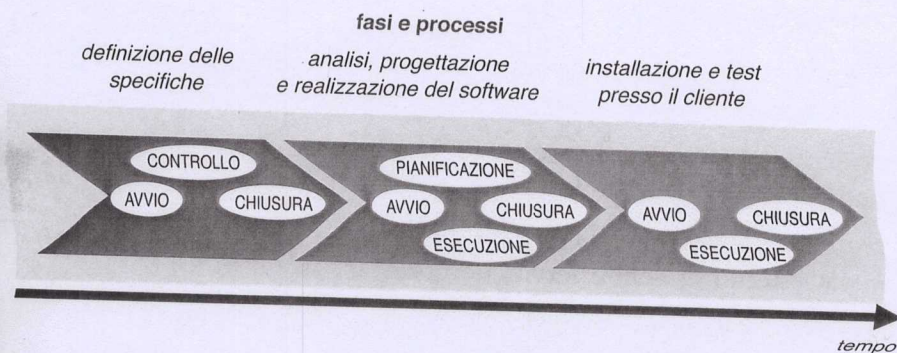 fasi e processi
definizione delle
specifiche
analisi, progettazione
e realizzazione del software
installazione e test
presso il cliente
CONTROLLO
AVVIO
CHIUSURA
PIANIFICAZIONE
AVVIO
CHIUSURA
ESECUZIONE
AVVIO
CHIUSURA
ESECUZIONE
tempo